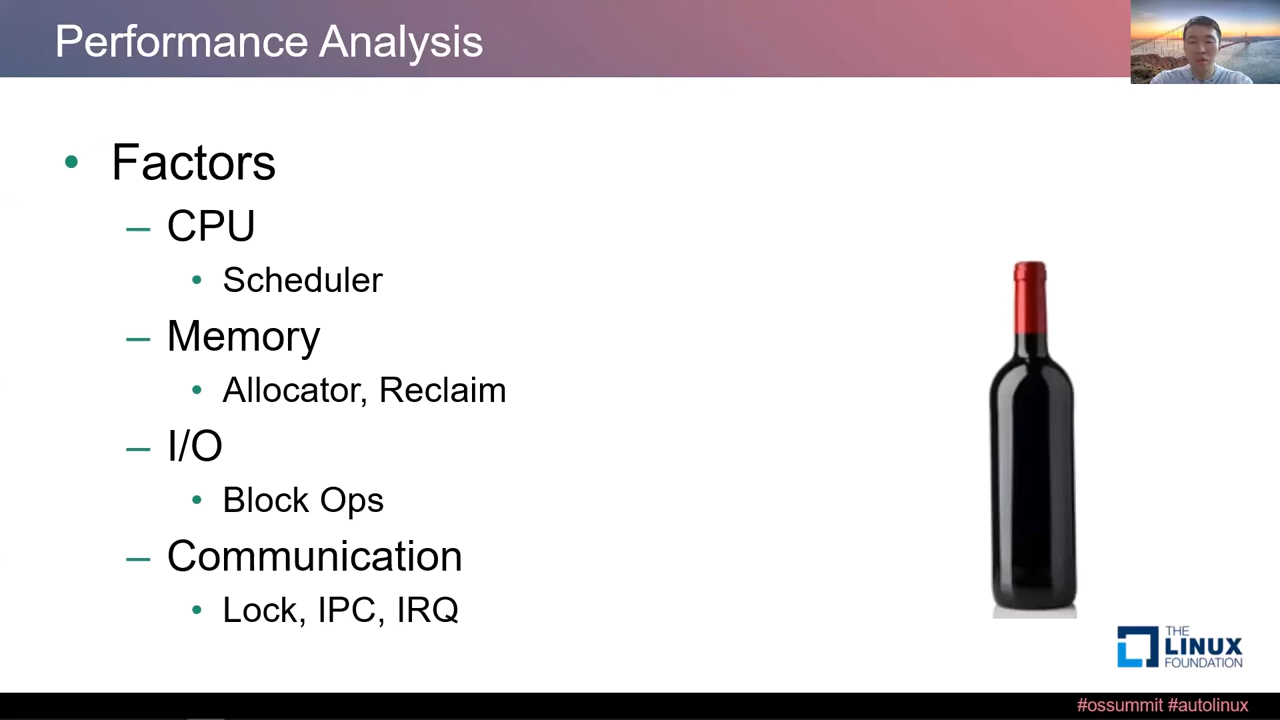 Performance Analysis
• Factors
– CPU
• Scheduler
– Memory
• Allocator, Reclaim
– I/O
• Block Ops
– Communication
• Lock, IPC, IRQ
THE
LINUX
FOUNDATION
#ossummit #autolinux